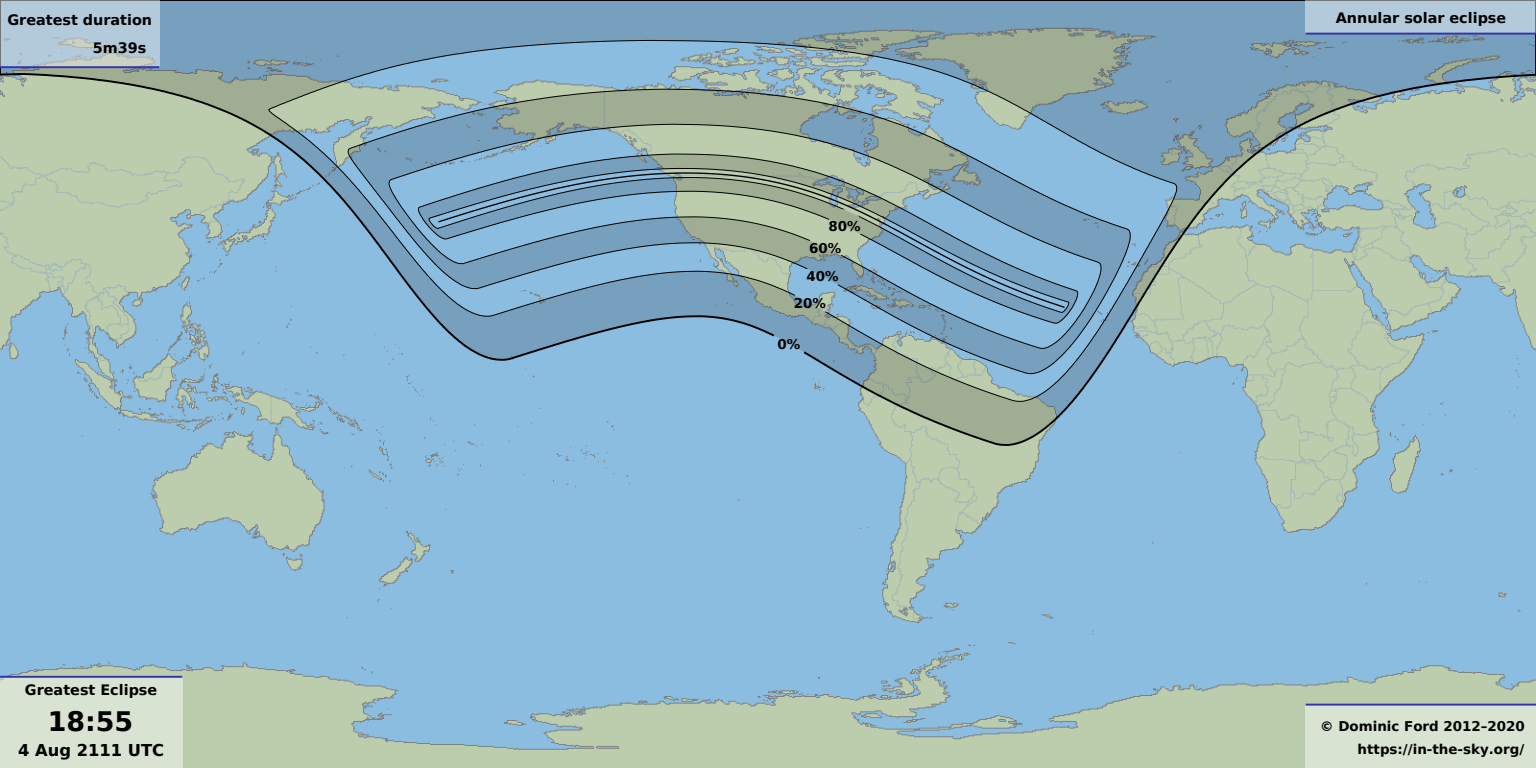 Greatest duration
5m39s
Annular solar eclipse
80%
60%
40%
20%
0%
Greatest Eclipse
18:55
4 Aug 2111 UTC
© Dominic Ford 2012–2020
https://in-the-sky.org/